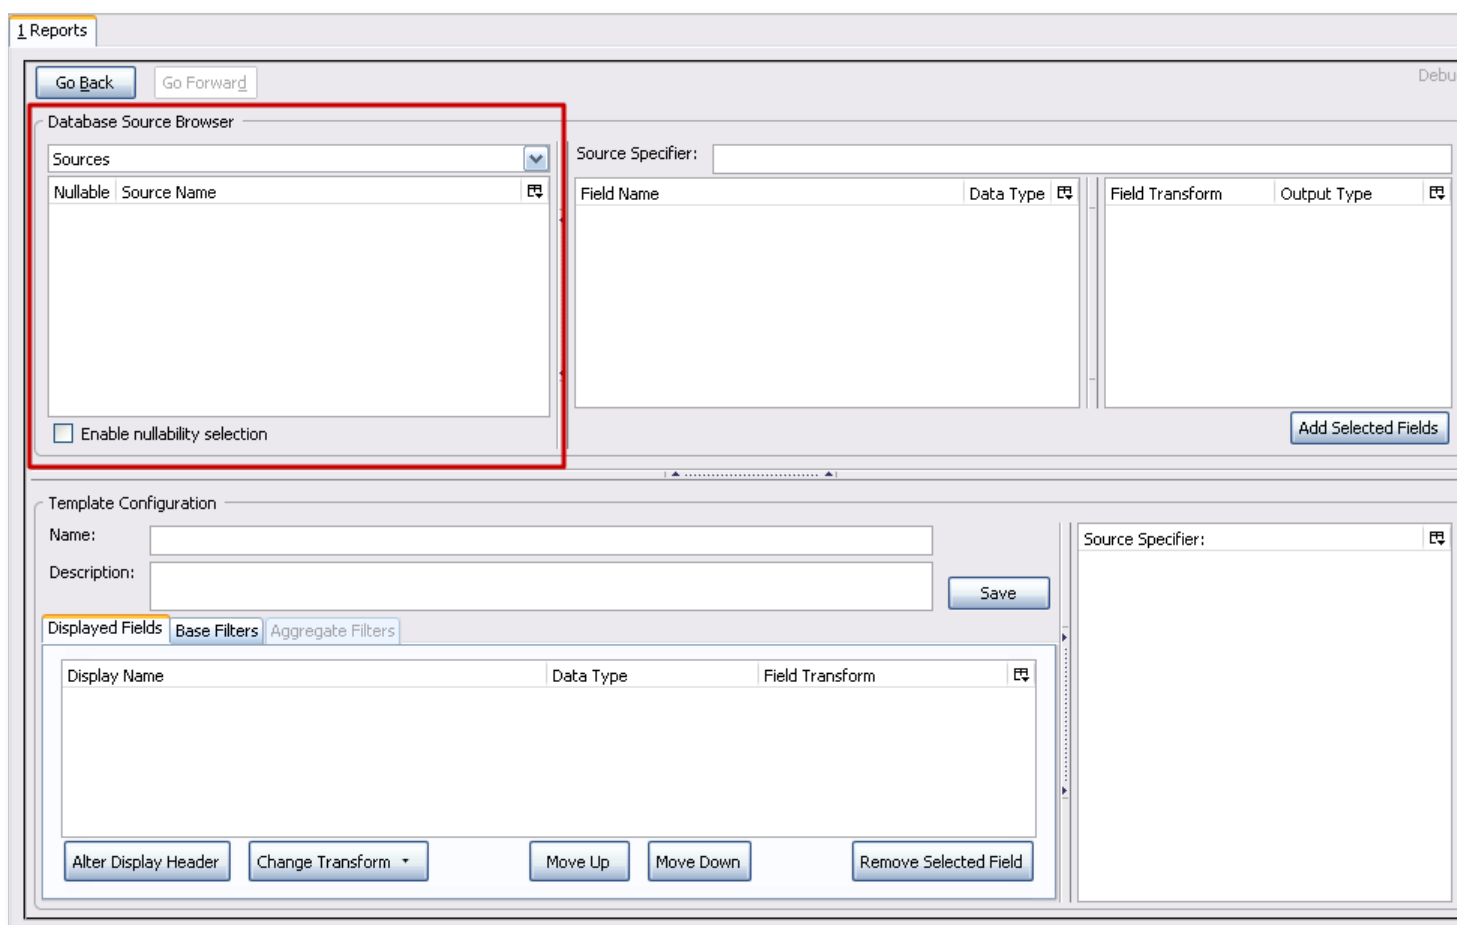 1 Reports
Go Back
Go Forward
Debu
Database Source Browser
Sources
Source Specifier:
Nullable Source Name
Field Name Data Type
Field Transform Output Type
Enable nullability selection
Add Selected Fields
Template Configuration
Name:
Source Specifier:
Description:
Save
Displayed Fields Base Filters Aggregate Filters
Display Name Data Type Field Transform
Alter Display Header Change Transform Move Up Move Down Remove Selected Field